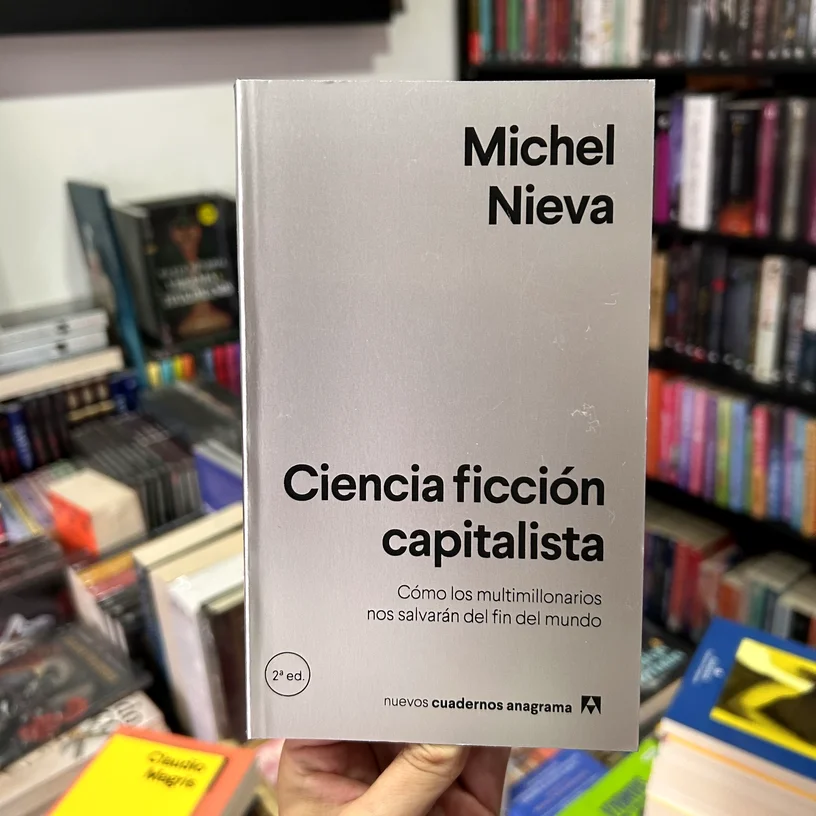 Michel
Nieva
Ciencia ficción
capitalista
Cómo los multimillonarios
nos salvarán del fin del mundo
2ª ed.
nuevos cuadernos anagrama
Claudio
Magris